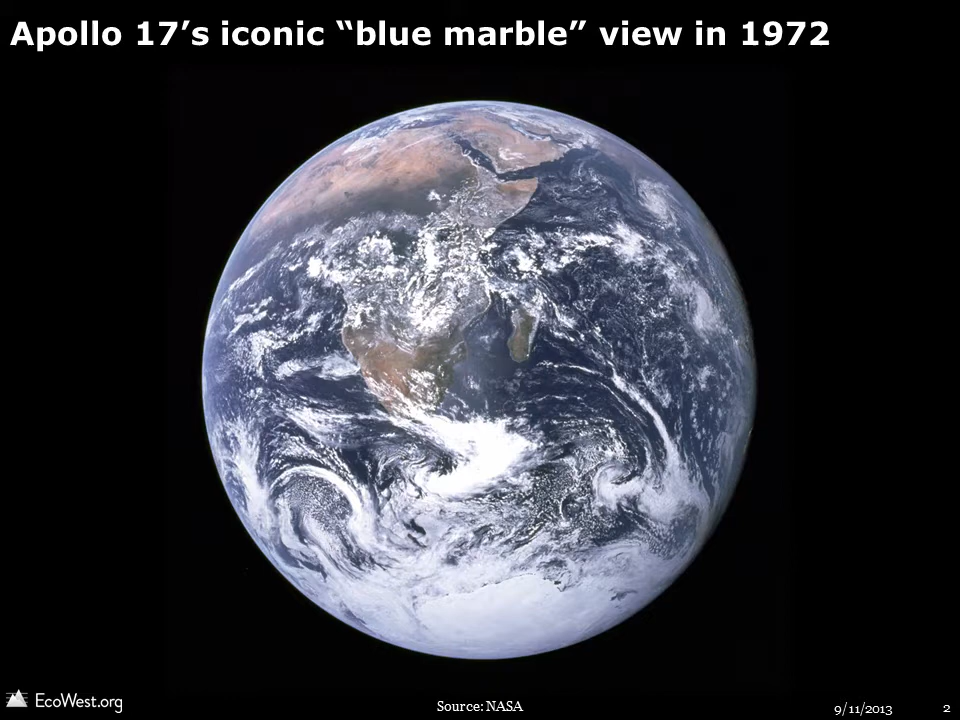 Apollo 17’s iconic “blue marble” view in 1972
EcoWest.org
Source: NASA
9/11/2013
2